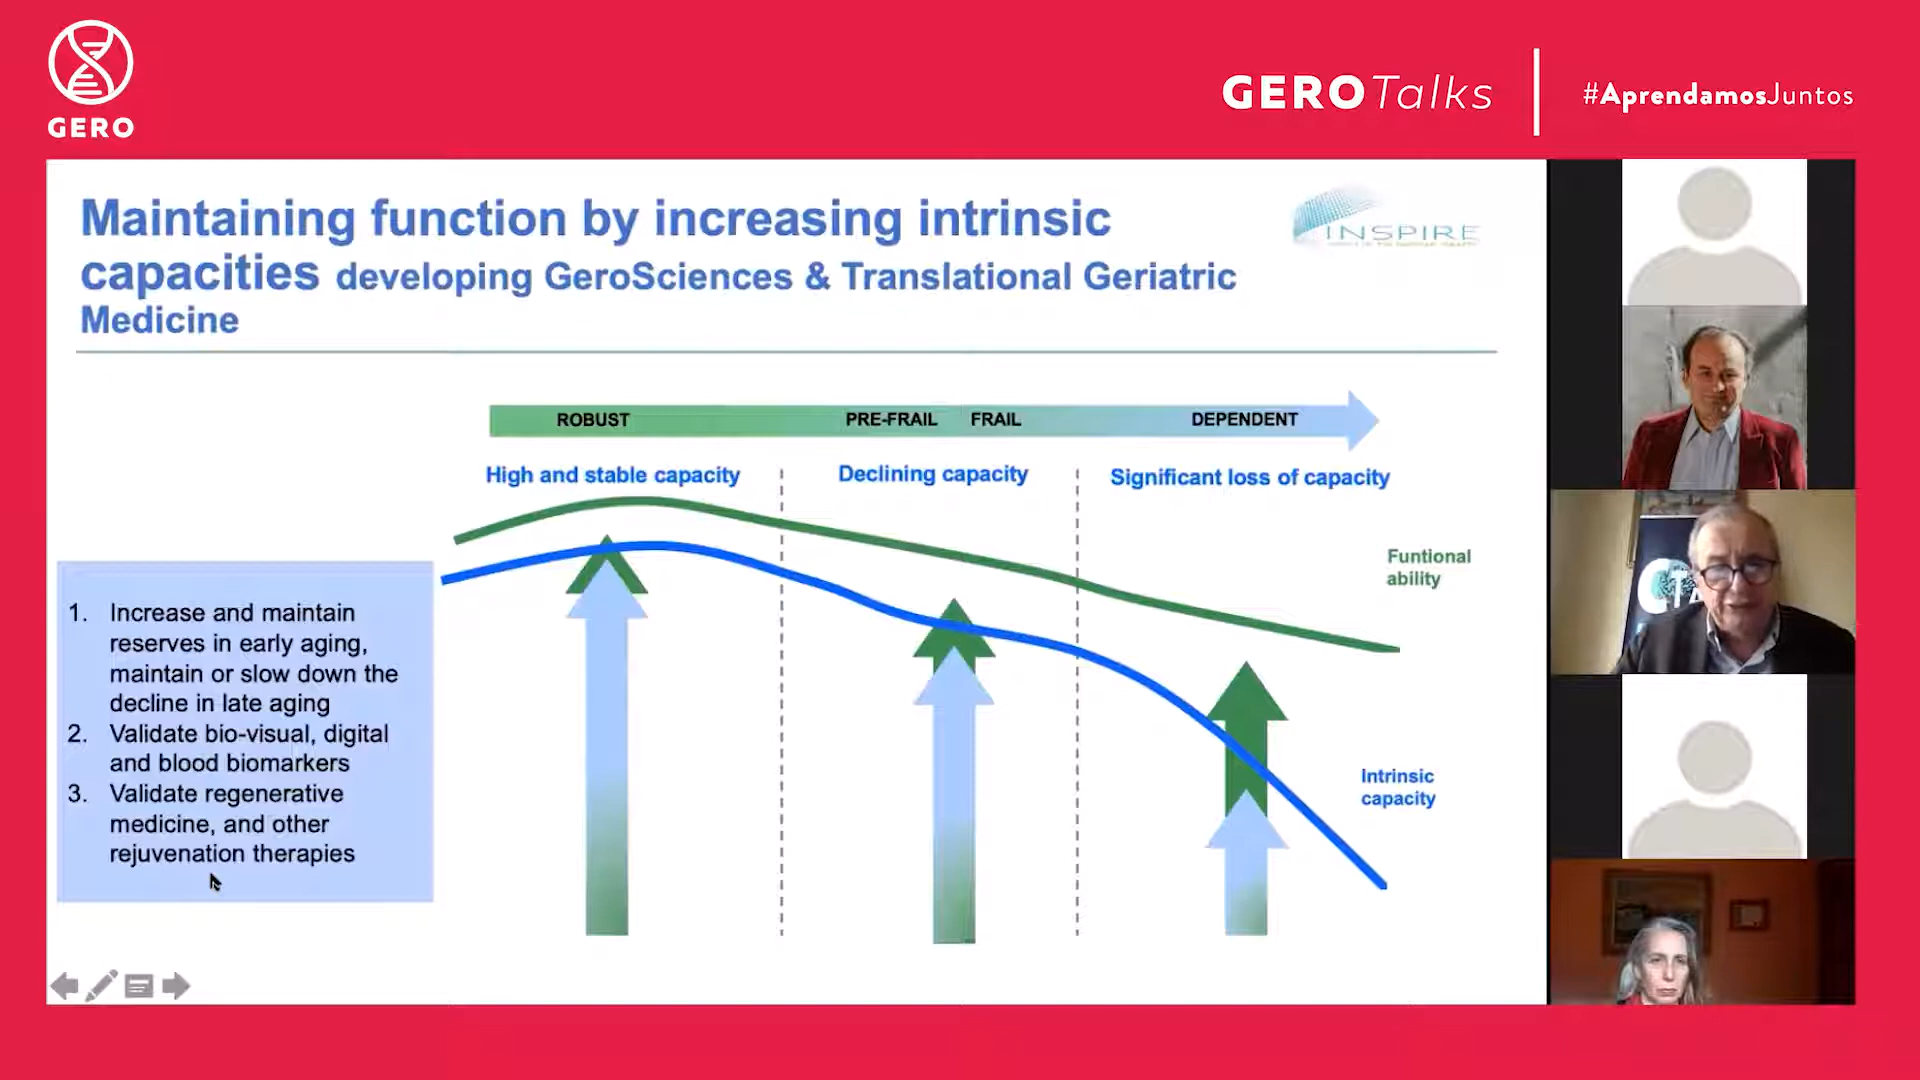 GERO
GERO Talks
#AprendamosJuntos
Maintaining function by increasing intrinsic
capacities developing GeroSciences & Translational Geriatric
Medicine
INSPIRE
ROBUST
PRE-FRAIL
FRAIL
DEPENDENT
High and stable capacity
Declining capacity
Significant loss of capacity
Funtional
ability
Intrinsic
capacity
1. Increase and maintain
reserves in early aging,
maintain or slow down the
decline in late aging
2. Validate bio-visual, digital
and blood biomarkers
3. Validate regenerative
medicine, and other
rejuvenation therapies